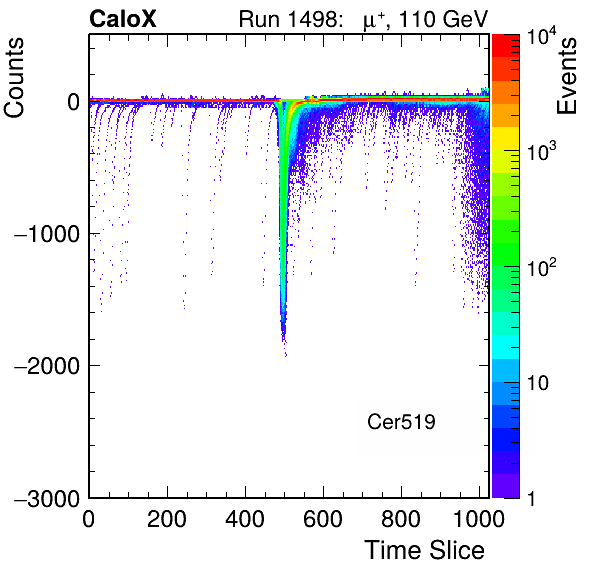 CaloX Run 1498: μ⁺, 110 GeV
Counts
Events
0
−1000
−2000
−3000
0 200 400 600 800 1000
Time Slice
Cer519
10⁴
10³
10²
10
1